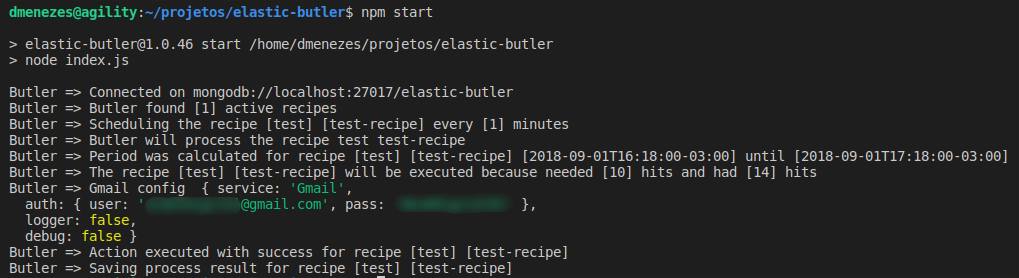 dmenezes@agility:~/projetos/elastic-butler$ npm start
> elastic-butler@1.0.46 start /home/dmenezes/projetos/elastic-butler
> node index.js
Butler => Connected on mongodb://localhost:27017/elastic-butler
Butler => Butler found [1] active recipes
Butler => Scheduling the recipe [test] [test-recipe] every [1] minutes
Butler => Butler will process the recipe test test-recipe
Butler => Period was calculated for recipe [test] [test-recipe] [2018-09-01T16:18:00-03:00] until [2018-09-01T17:18:00-03:00]
Butler => The recipe [test] [test-recipe] will be executed because needed [10] hits and had [14] hits
Butler => Gmail config  { service: 'Gmail',
  auth: { user: '@gmail.com', pass: },
  logger: false,
  debug: false }
Butler => Action executed with success for recipe [test] [test-recipe]
Butler => Saving process result for recipe [test] [test-recipe]